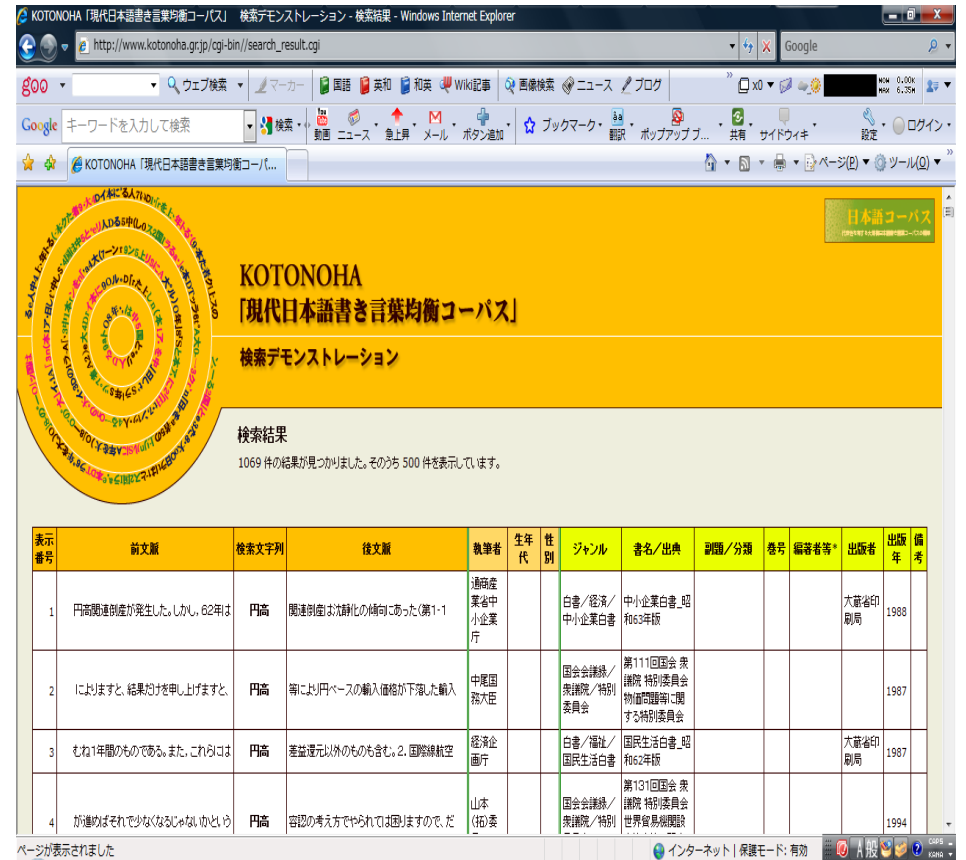 KOTONOHA 「現代日本語書き言葉均衡コーパス」 検索デモンストレーション - 検索結果 - Windows Internet Explorer
http://www.kotonoha.gr.jp/cgi-bin//search_result.cgi
Google
goo ウェブ検索 マーカー 国語 英和 和英 Wiki記事 画像検索 ニュース ブログ x0 NOW 0.00K MAX 6.35M
Google キーワードを入力して検索 検索 動画 ニュース 急上昇 メール ボタン追加 ブックマーク 翻訳 ポップアップブ... 共有 サイドウィキ 設定 ログイン
KOTONOHA 「現代日本語書き言葉均衡コーパ... ページ(P) ツール(O)
日本語コーパス
KOTONOHA
「現代日本語書き言葉均衡コーパス」
検索デモンストレーション
検索結果
1069 件の結果が見つかりました。そのうち 500 件を表示しています。
表示番号 前文脈 検索文字列 後文脈 執筆者 生年代 性別 ジャンル 書名／出典 副題／分類 巻号 編著者等* 出版者 出版年 備考
1 円高関連倒産が発生した。しかし，62年は 円高 関連倒産は沈静化の傾向にあった（第1-1 通商産業省中小企業庁 白書／経済／中小企業白書 中小企業白書_昭和63年版 大蔵省印刷局 1988
2 によりますと、結果だけを申し上げますと、 円高 等により円ベースの輸入価格が下落した輸入 中尾国務大臣 国会会議録／衆議院／特別委員会 第111回国会 衆議院 特別委員会 物価問題等に関する特別委員会 1987
3 むね1年間のものである。また，これらには 円高 差益還元以外のものも含む。2．国際線航空 経済企画庁 白書／福祉／国民生活白書 国民生活白書_昭和62年版 大蔵省印刷局 1987
4 が進めばそれで少なくなるじゃないかという 円高 容認の考え方でやられては困りますので、だ 山本（拓）委 国会会議録／衆議院／特別 第131回国会 衆議院 特別委員会 世界貿易機関設 1994
ページが表示されました インターネット | 保護モード: 有効 A 般 CAPS KANA